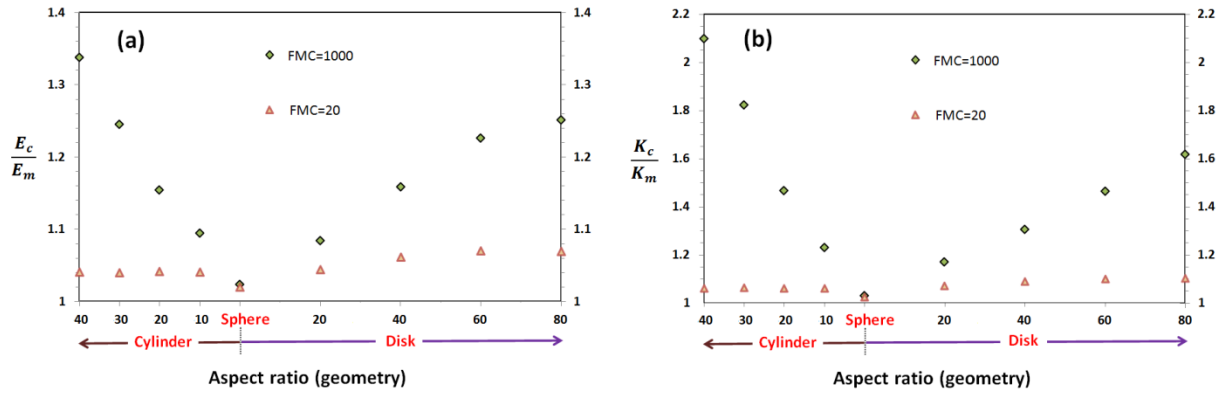 (a)
1.4
1.3
1.2
1.1
1
1.4
1.3
1.2
1.1
1
FMC=1000
FMC=20
E_c
E_m
40 30 20 10 Sphere 20 40 60 80
Cylinder Disk
Aspect ratio (geometry)
(b)
2.2
2
1.8
1.6
1.4
1.2
1
2.2
2
1.8
1.6
1.4
1.2
1
FMC=1000
FMC=20
K_c
K_m
40 30 20 10 Sphere 20 40 60 80
Cylinder Disk
Aspect ratio (geometry)